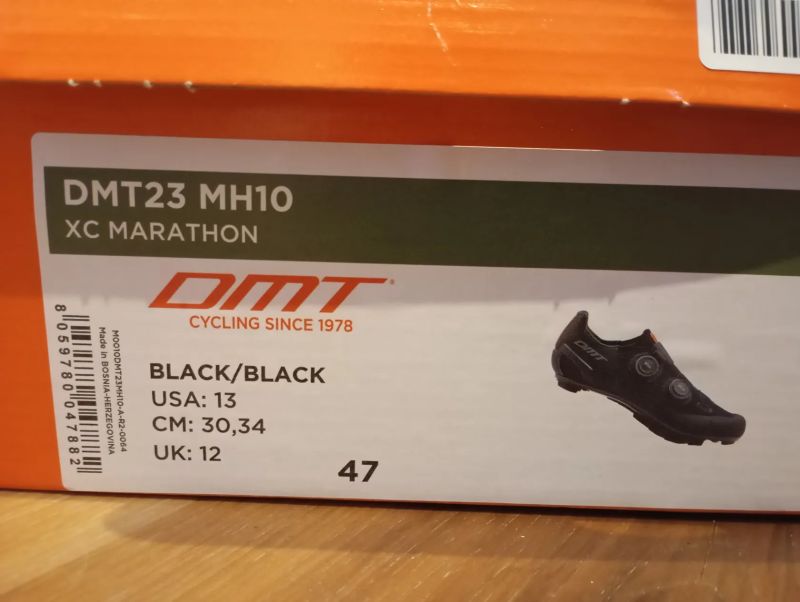 DMT23 MH10
XC MARATHON
DMT®
CYCLING SINCE 1978
BLACK/BLACK
USA: 13
CM: 30,34
UK: 12
47
8 059780 047882
M0010DMT23MH10-A-R2-0064
Made in BOSNIA-HERZEGOVINA
DMT